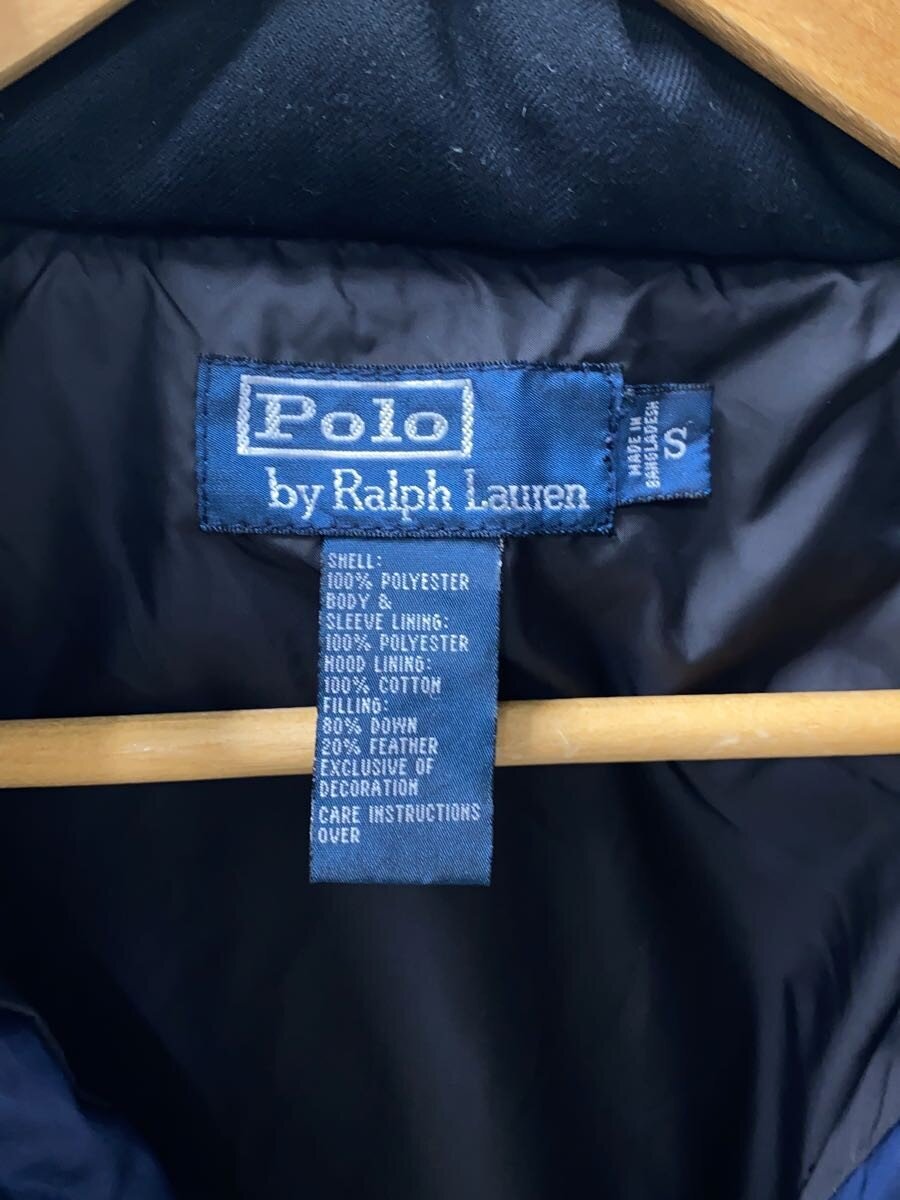 Polo
by Ralph Lauren
MADE IN
BANGLADESH
S
SHELL:
100% POLYESTER
BODY &
SLEEVE LINING:
100% POLYESTER
HOOD LINING:
100% COTTON
FILLING:
80% DOWN
20% FEATHER
EXCLUSIVE OF
DECORATION
CARE INSTRUCTIONS
OVER